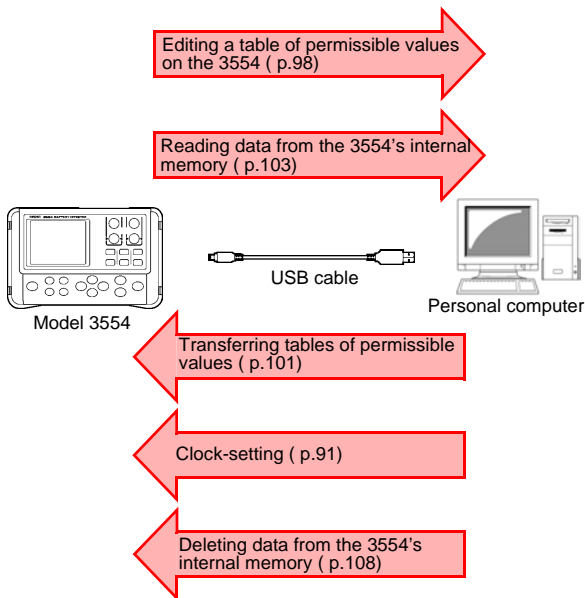 Editing a table of permissible values
on the 3554 ( p.98)
Reading data from the 3554's internal
memory ( p.103)
USB cable
Personal computer
Model 3554
Transferring tables of permissible
values ( p.101)
Clock-setting ( p.91)
Deleting data from the 3554's
internal memory ( p.108)